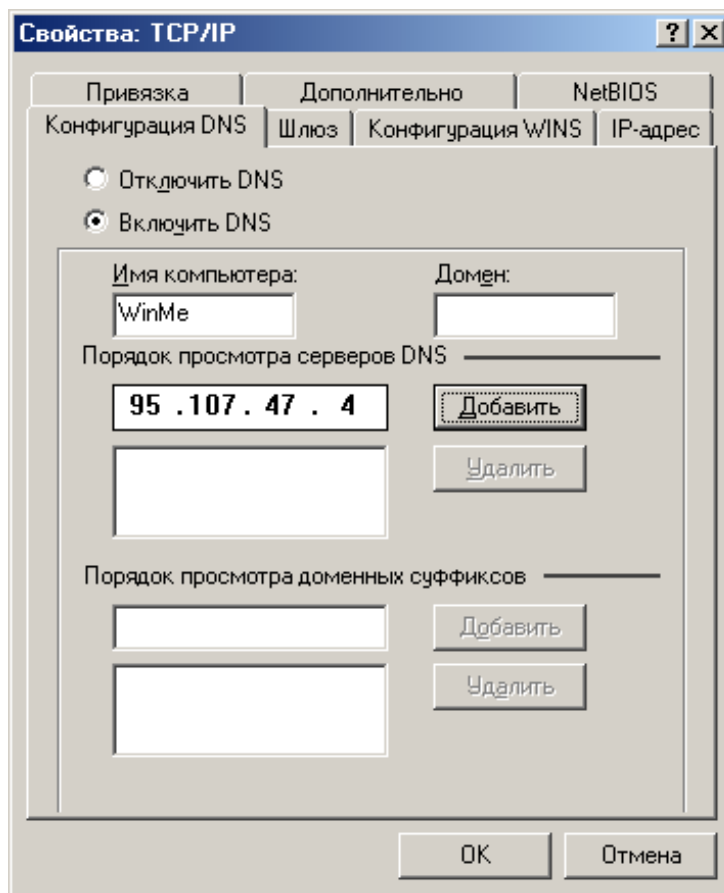 Свойства: TCP/IP
Привязка Дополнительно NetBIOS
Конфигурация DNS Шлюз Конфигурация WINS IP-адрес
Отключить DNS
Включить DNS
Имя компьютера: Домен:
WinMe
Порядок просмотра серверов DNS
95 .107. 47 . 4 Добавить
Удалить
Порядок просмотра доменных суффиксов
Добавить
Удалить
OK Отмена